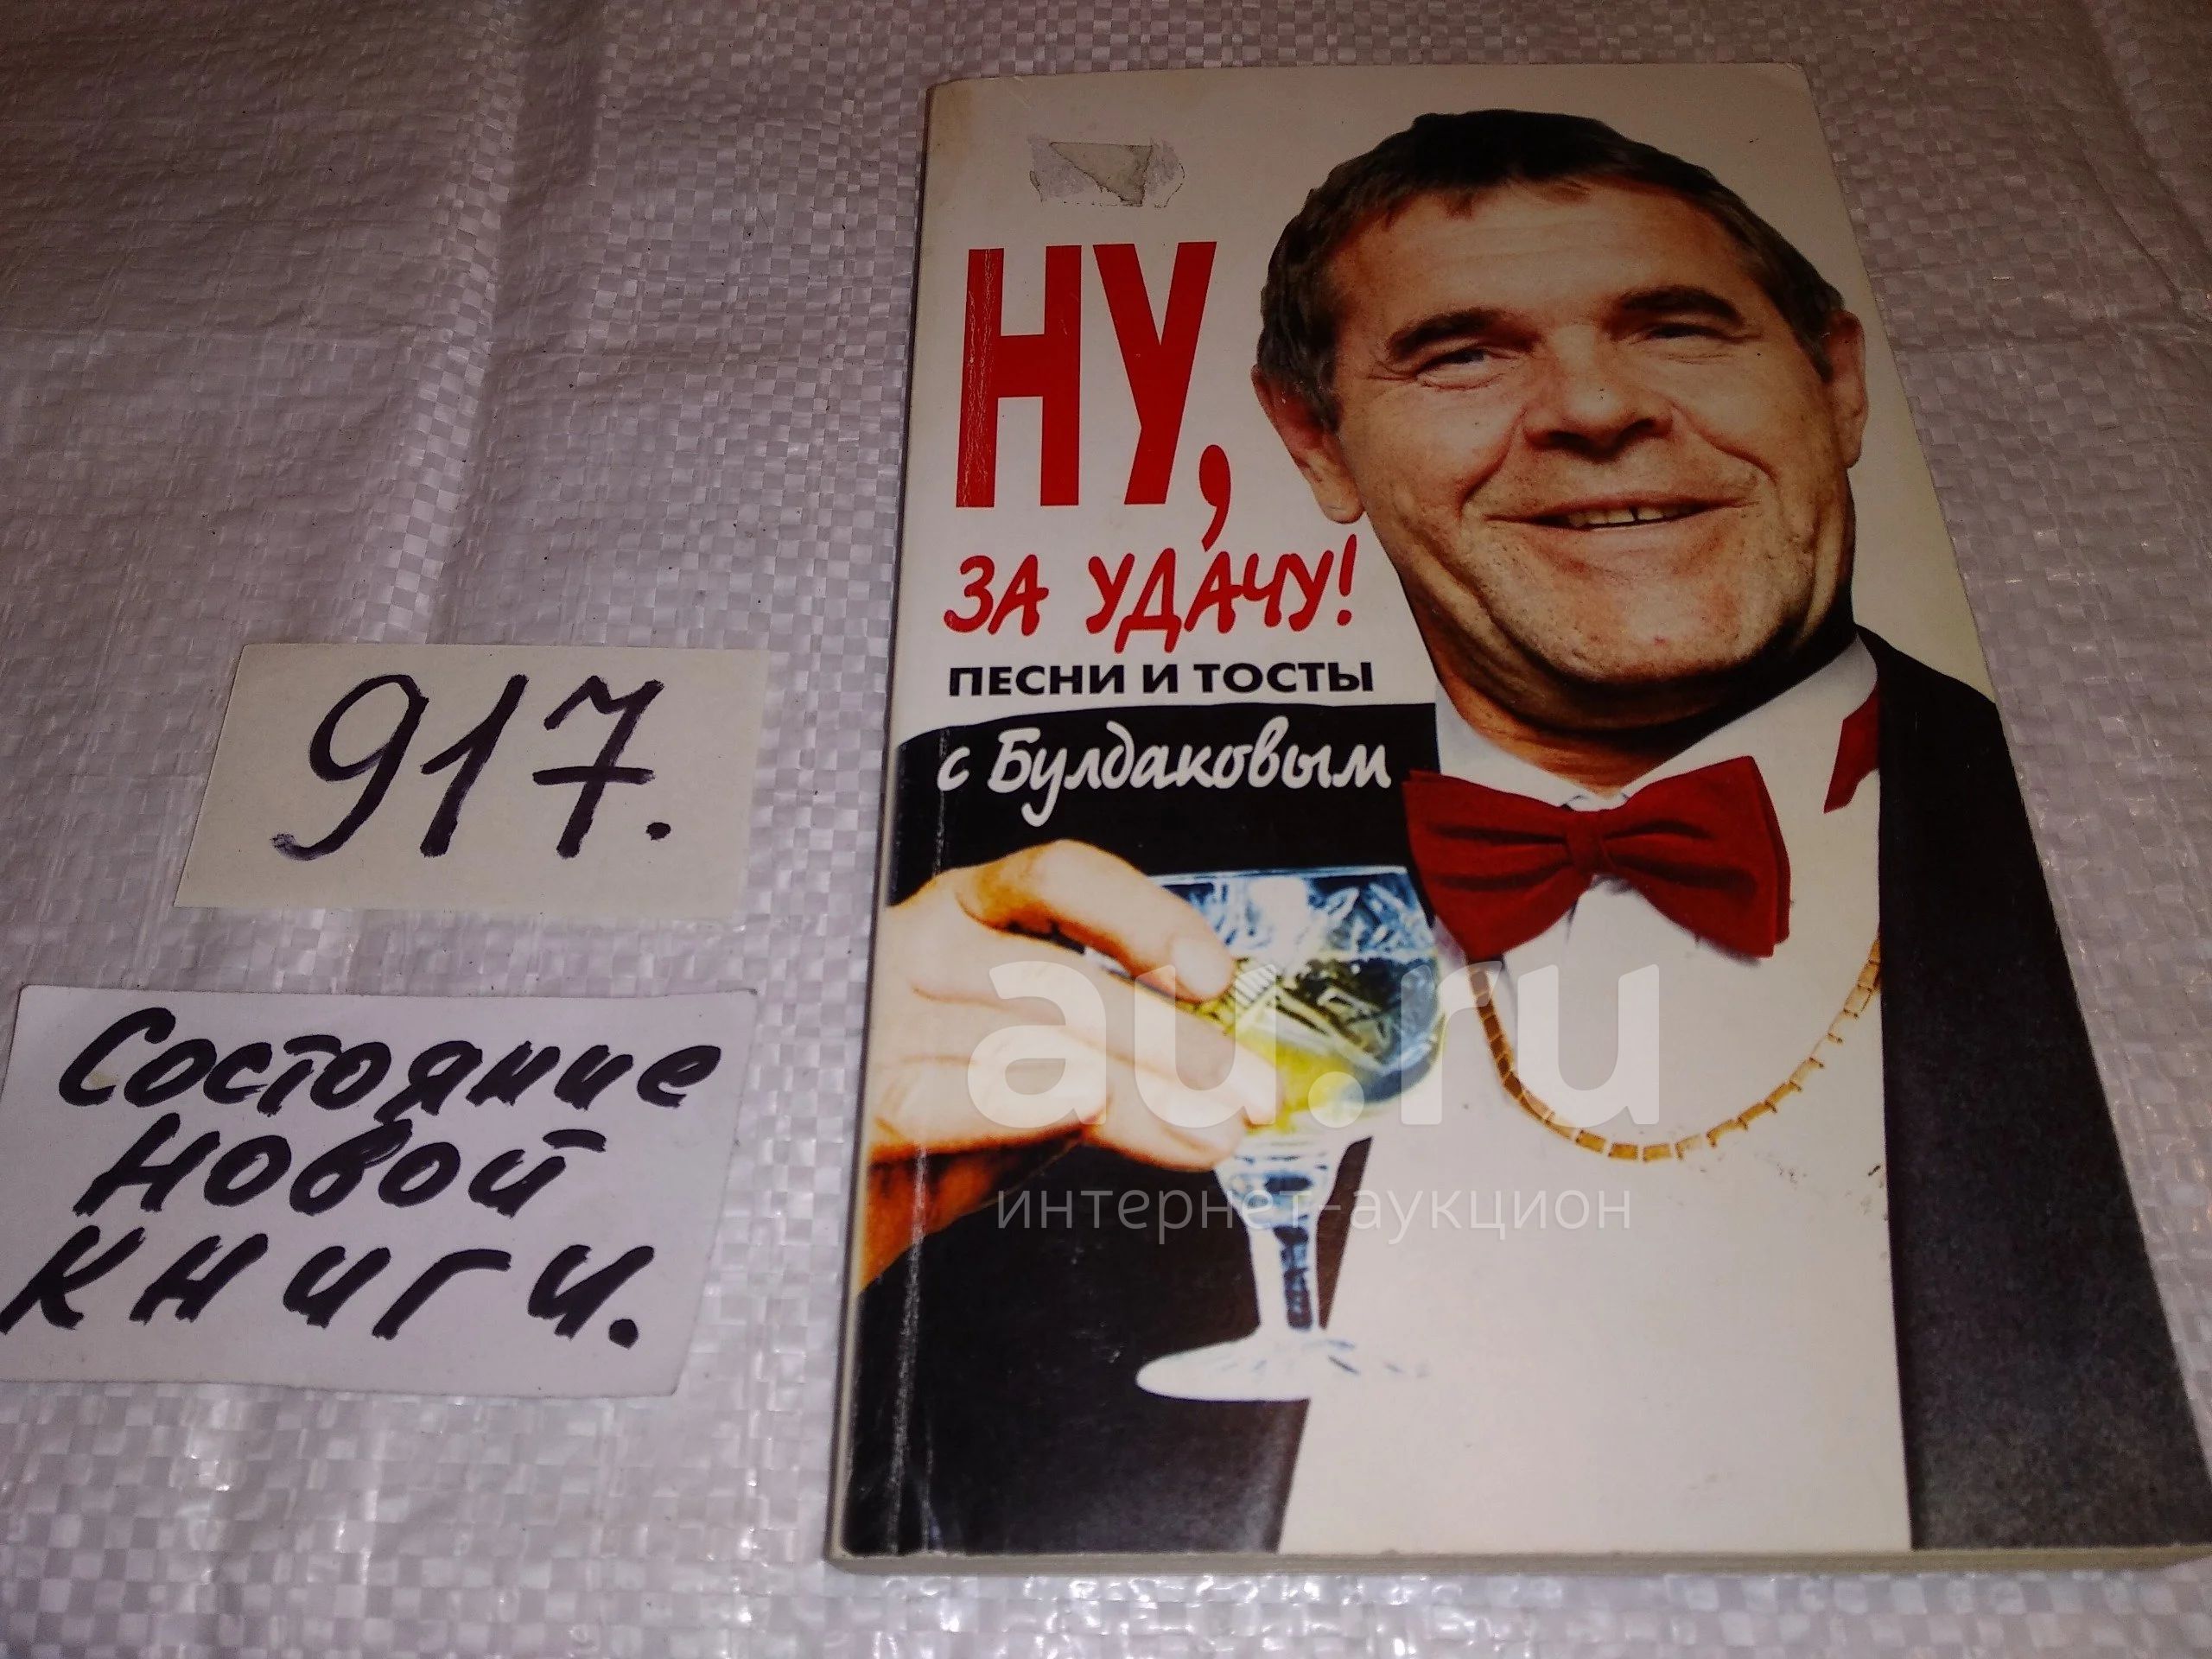 НУ,
ЗА УДАЧУ!
ПЕСНИ И ТОСТЫ
с Булдаковым
917.
Состояние
новой
книги.
au.ru
интернет-аукцион